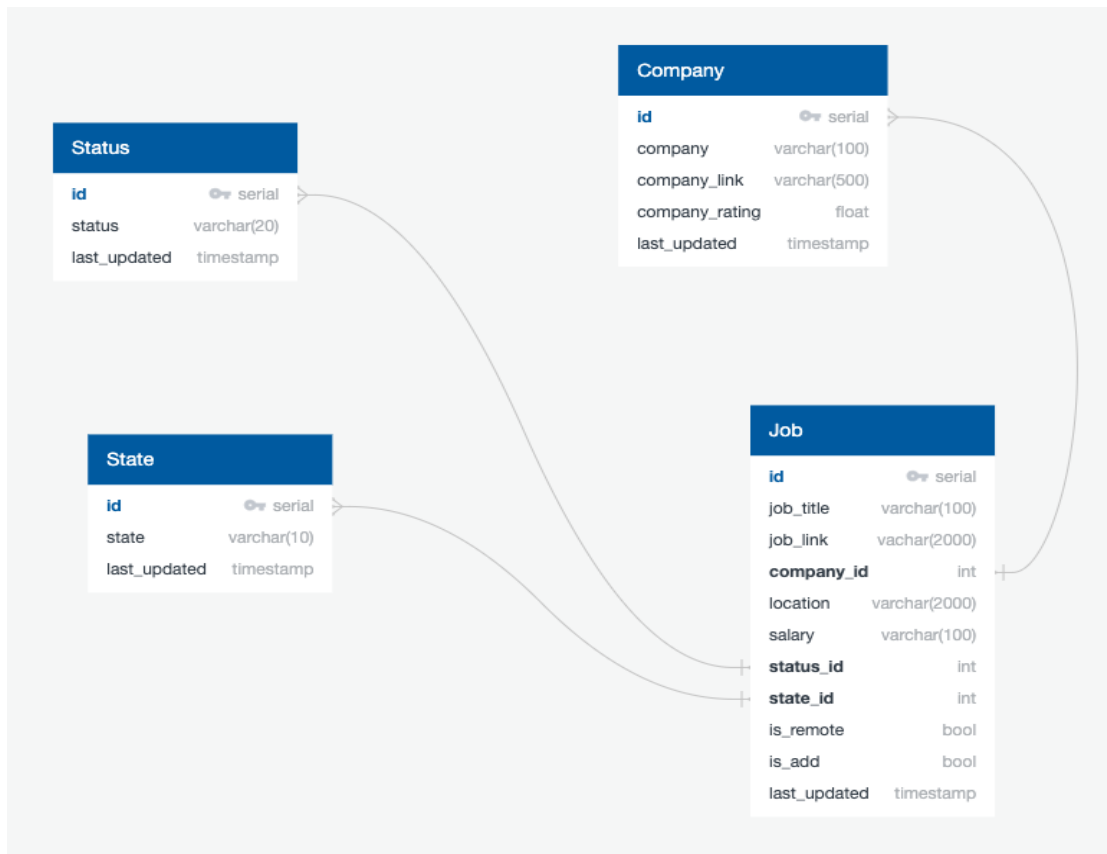 Company
id serial
company varchar(100)
company_link varchar(500)
company_rating float
last_updated timestamp
Status
id serial
status varchar(20)
last_updated timestamp
State
id serial
state varchar(10)
last_updated timestamp
Job
id serial
job_title varchar(100)
job_link vachar(2000)
company_id int
location varchar(2000)
salary varchar(100)
status_id int
state_id int
is_remote bool
is_add bool
last_updated timestamp